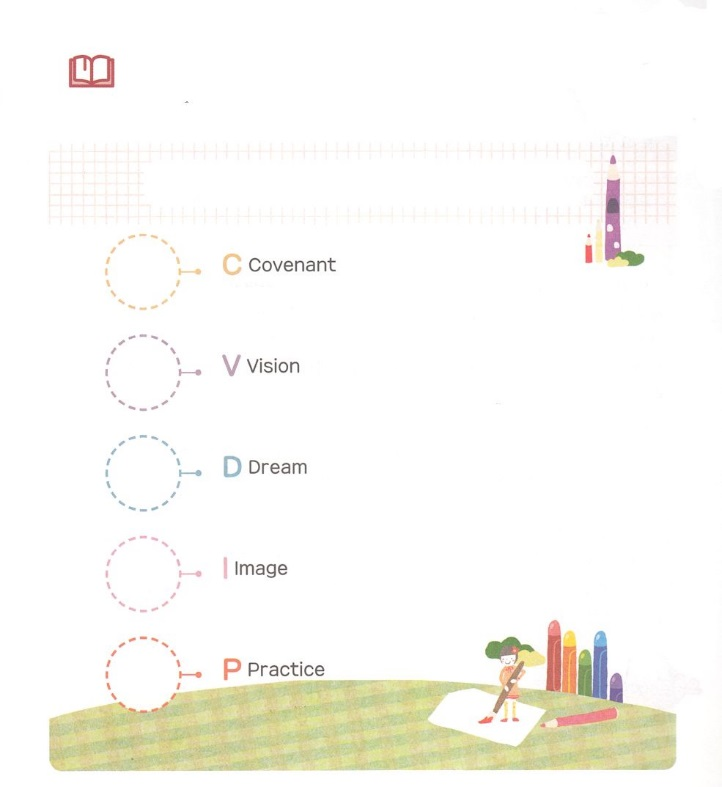 C Covenant
V Vision
D Dream
I Image
P Practice